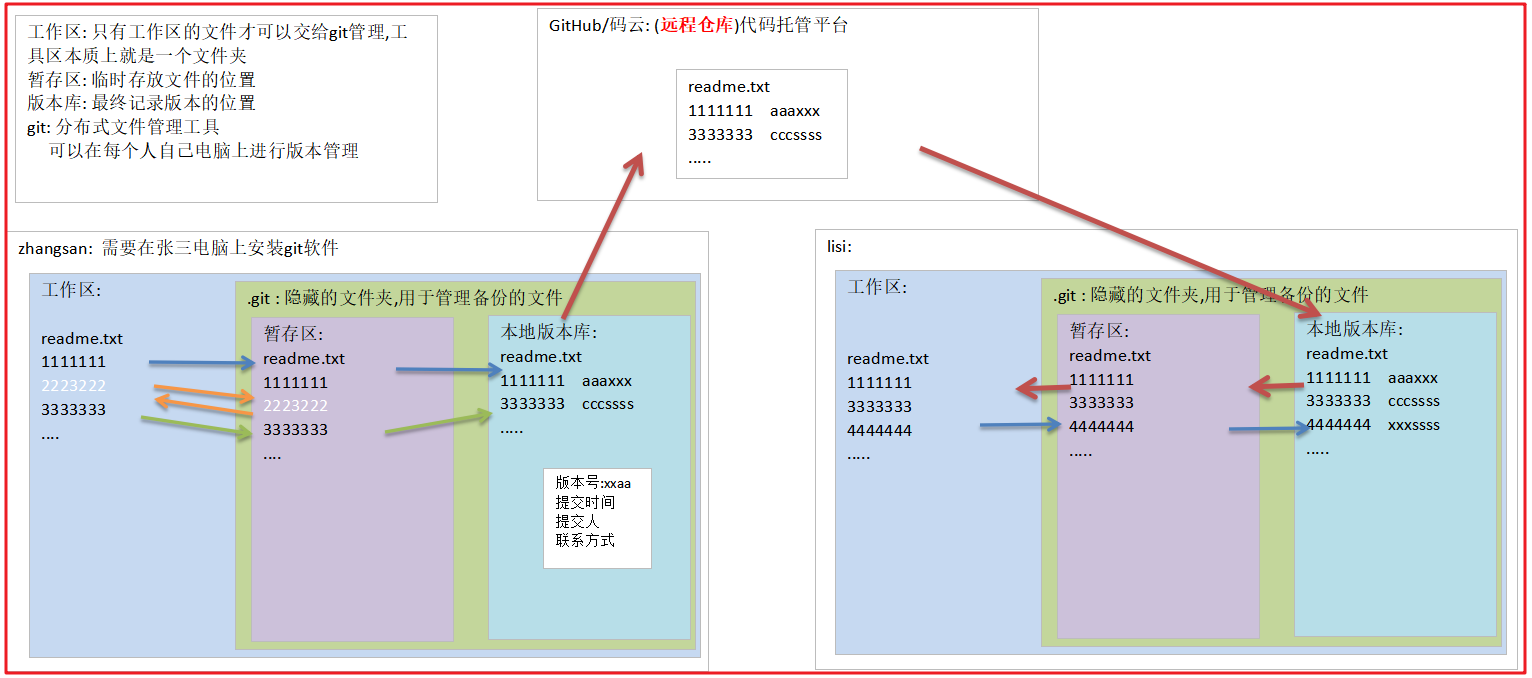 工作区: 只有工作区的文件才可以交给git管理,工
具区本质上就是一个文件夹
暂存区: 临时存放文件的位置
版本库: 最终记录版本的位置
git: 分布式文件管理工具
可以在每个人自己电脑上进行版本管理
GitHub/码云: (远程仓库)代码托管平台
readme.txt
1111111 aaaxxx
3333333 cccssss
.....
zhangsan: 需要在张三电脑上安装git软件
工作区:
readme.txt
1111111
2223222
3333333
....
.git : 隐藏的文件夹,用于管理备份的文件
暂存区:
readme.txt
1111111
2223222
3333333
....
本地版本库:
readme.txt
1111111 aaaxxx
3333333 cccssss
.....
版本号:xxaa
提交时间
提交人
联系方式
lisi:
工作区:
readme.txt
1111111
3333333
4444444
.....
.git : 隐藏的文件夹,用于管理备份的文件
暂存区:
readme.txt
1111111
3333333
4444444
.....
本地版本库:
readme.txt
1111111 aaaxxx
3333333 cccssss
4444444 xxxssss
.....